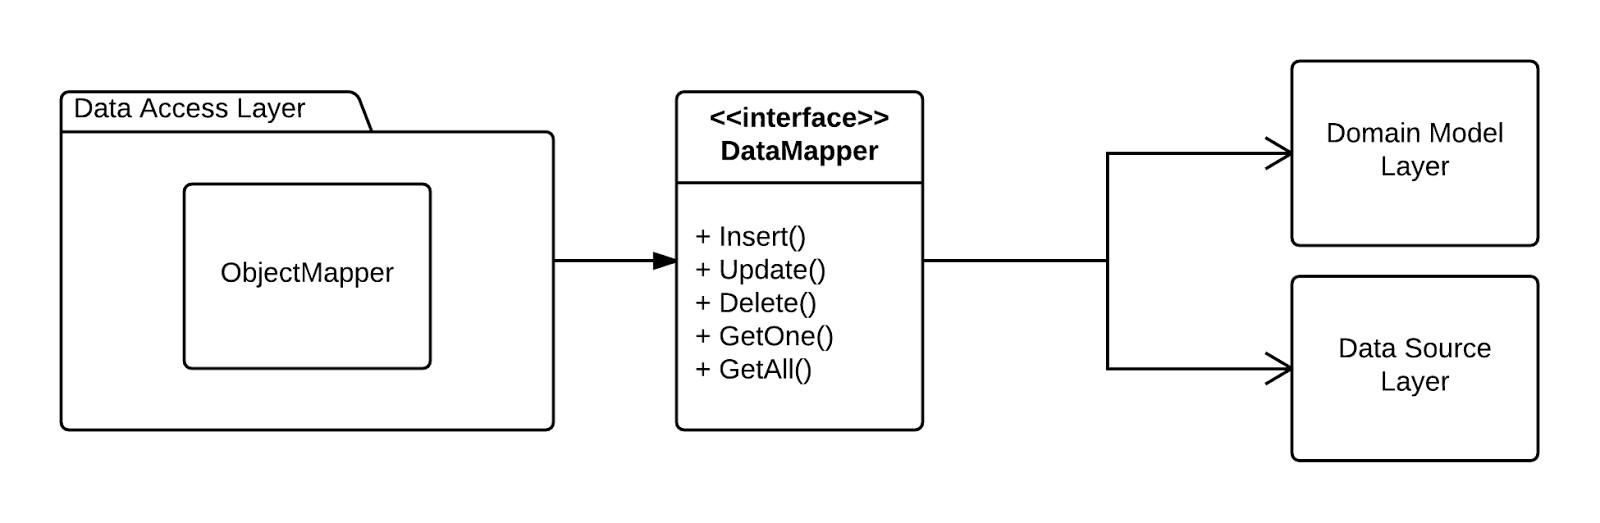 Data Access Layer
ObjectMapper
<<interface>>
DataMapper
+ Insert()
+ Update()
+ Delete()
+ GetOne()
+ GetAll()
Domain Model
Layer
Data Source
Layer